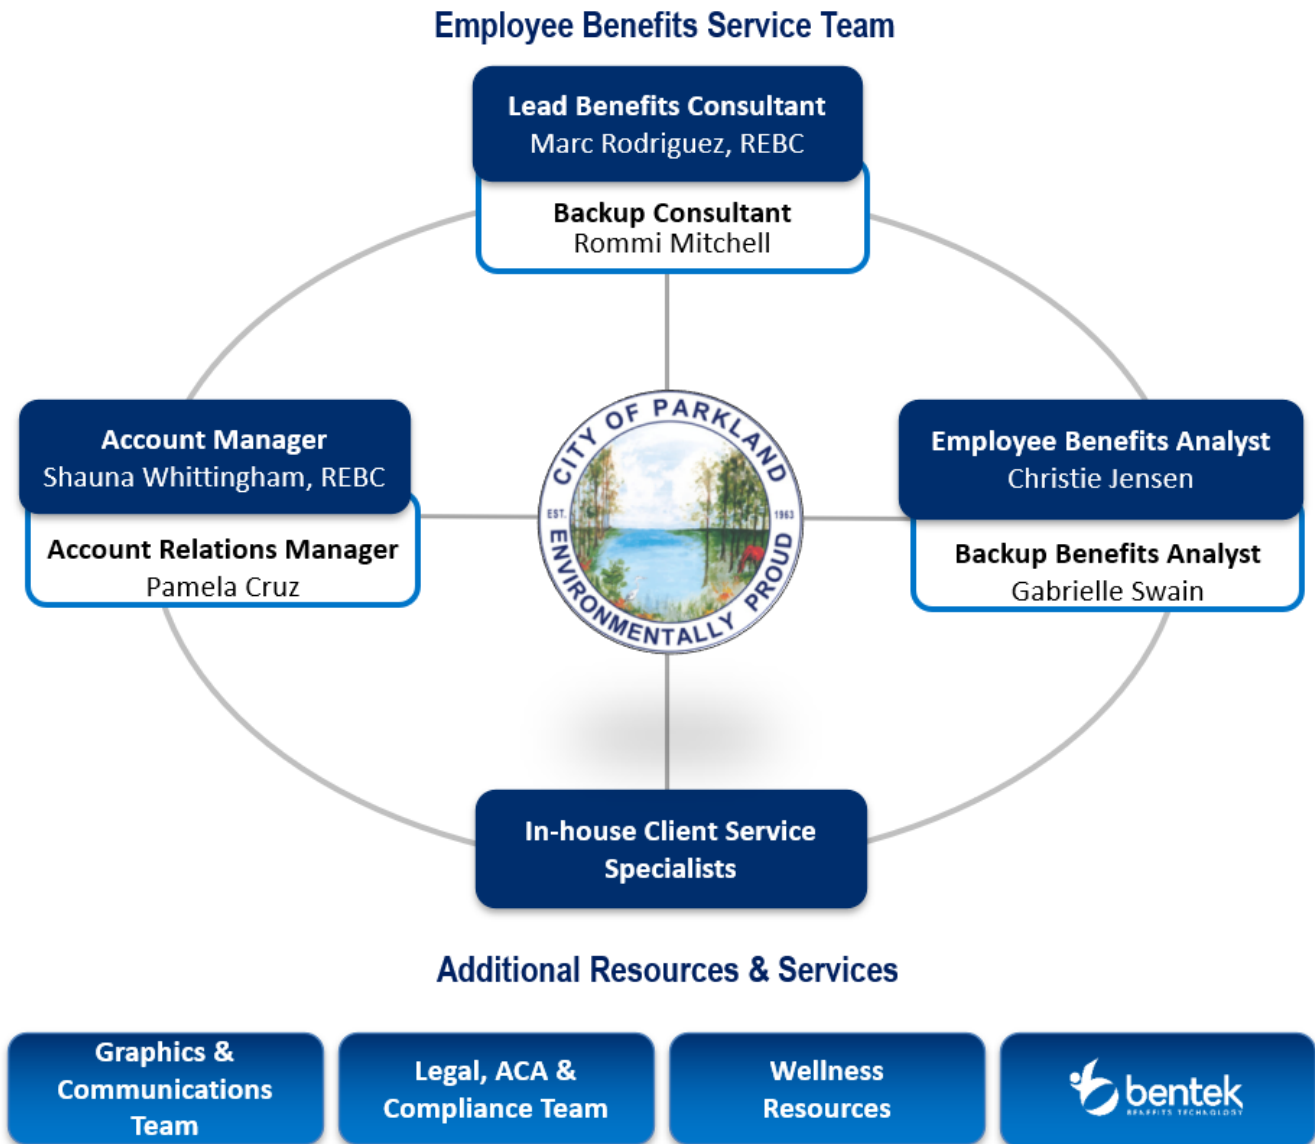 Employee Benefits Service Team
Lead Benefits Consultant
Marc Rodriguez, REBC
Backup Consultant
Rommi Mitchell
Account Manager
Shauna Whittingham, REBC
Account Relations Manager
Pamela Cruz
CITY OF PARKLAND
EST. 1963
ENVIRONMENTALLY PROUD
Employee Benefits Analyst
Christie Jensen
Backup Benefits Analyst
Gabrielle Swain
In-house Client Service
Specialists
Additional Resources & Services
Graphics &
Communications
Team
Legal, ACA &
Compliance Team
Wellness
Resources
bentek
BENEFITS TECHNOLOGY